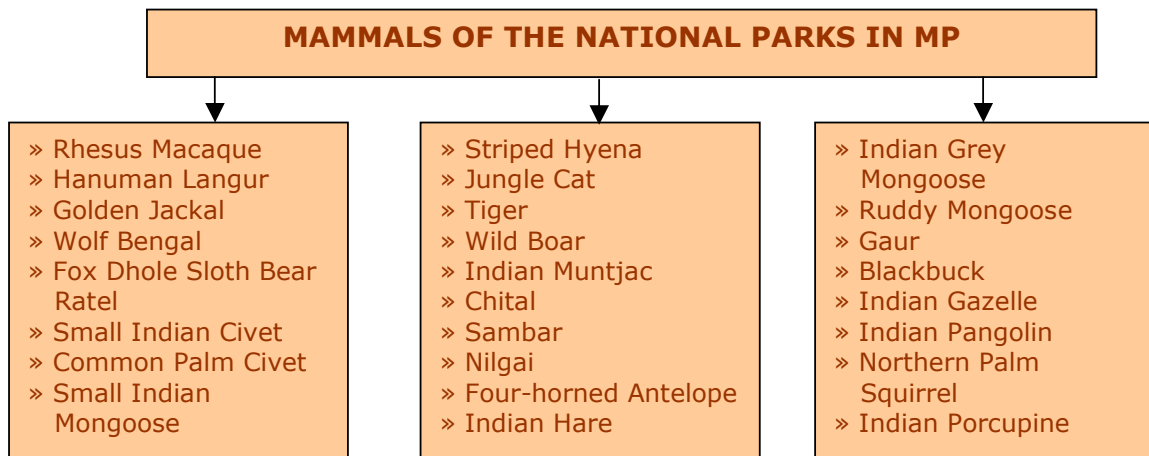 MAMMALS OF THE NATIONAL PARKS IN MP
» Rhesus Macaque
» Hanuman Langur
» Golden Jackal
» Wolf Bengal
» Fox Dhole Sloth Bear
Ratel
» Small Indian Civet
» Common Palm Civet
» Small Indian
Mongoose
» Striped Hyena
» Jungle Cat
» Tiger
» Wild Boar
» Indian Muntjac
» Chital
» Sambar
» Nilgai
» Four-horned Antelope
» Indian Hare
» Indian Grey
Mongoose
» Ruddy Mongoose
» Gaur
» Blackbuck
» Indian Gazelle
» Indian Pangolin
» Northern Palm
Squirrel
» Indian Porcupine